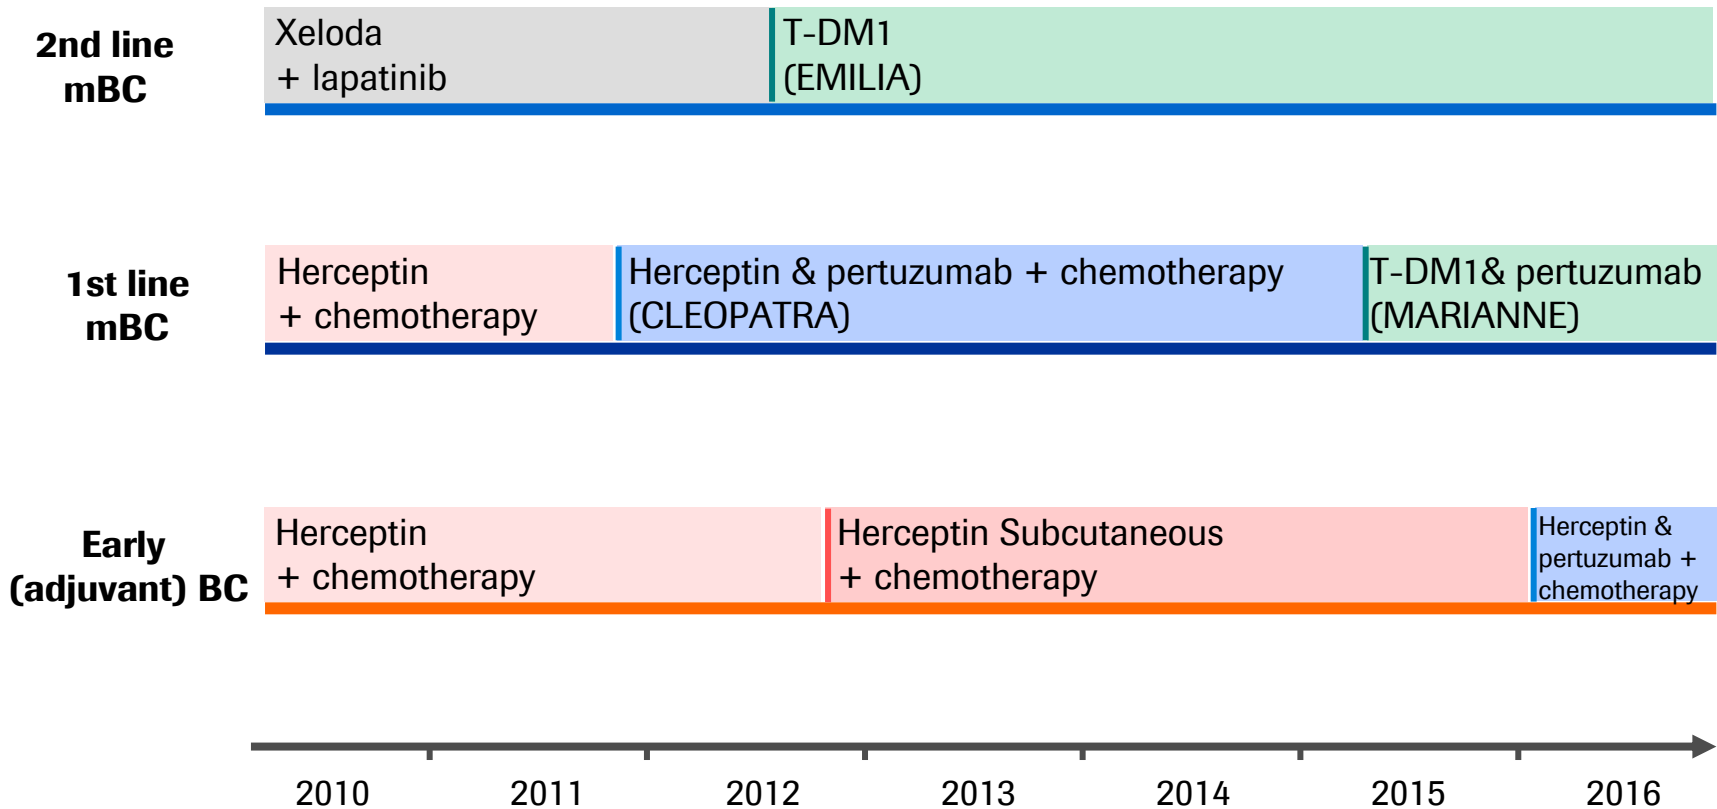 2nd line
mBC
Xeloda
+ lapatinib
T-DM1
(EMILIA)
1st line
mBC
Herceptin
+ chemotherapy
Herceptin & pertuzumab + chemotherapy
(CLEOPATRA)
T-DM1& pertuzumab
(MARIANNE)
Early
(adjuvant) BC
Herceptin
+ chemotherapy
Herceptin Subcutaneous
+ chemotherapy
Herceptin &
pertuzumab +
chemotherapy
2010 2011 2012 2013 2014 2015 2016